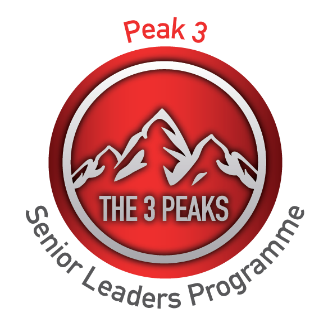 Peak 3
THE 3 PEAKS
Senior Leaders Programme